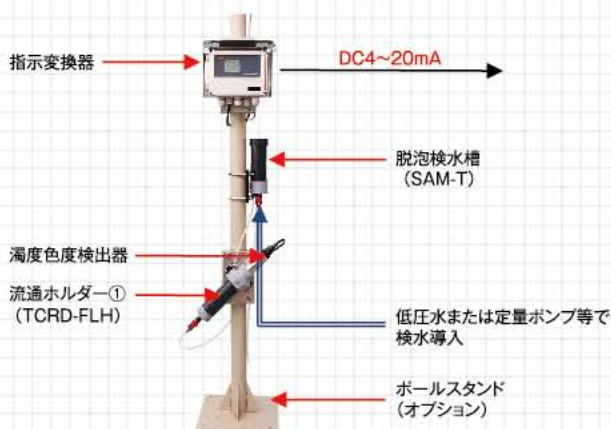 指示変換器
DC4～20mA
脱泡検水槽
(SAM-T)
濁度色度検出器
流通ホルダー①
(TCRD-FLH)
低圧水または定量ポンプ等で
検水導入
ポールスタンド
(オプション)